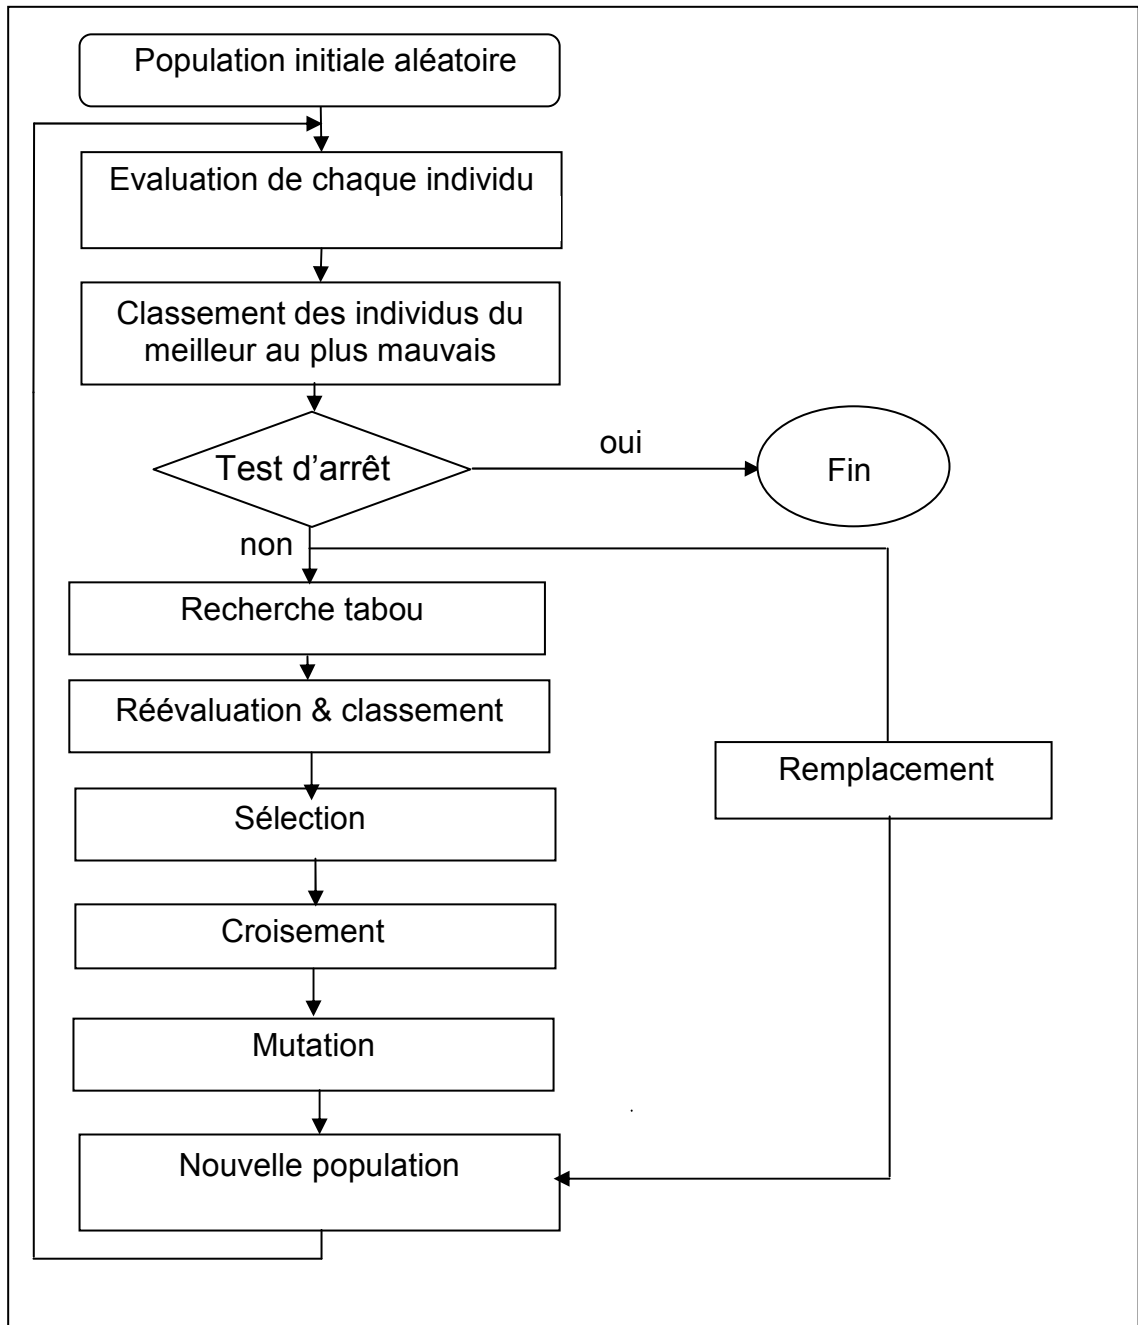 Population initiale aléatoire
Evaluation de chaque individu
Classement des individus du
meilleur au plus mauvais
Test d’arrêt
oui
Fin
non
Recherche tabou
Réévaluation & classement
Sélection
Remplacement
Croisement
Mutation
Nouvelle population